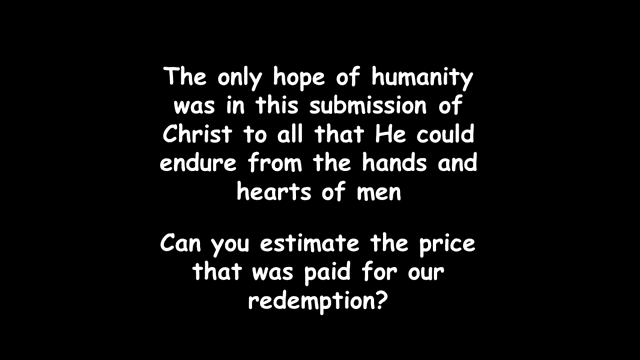 The only hope of humanity
was in this submission of
Christ to all that He could
endure from the hands and
hearts of men
Can you estimate the price
that was paid for our
redemption?